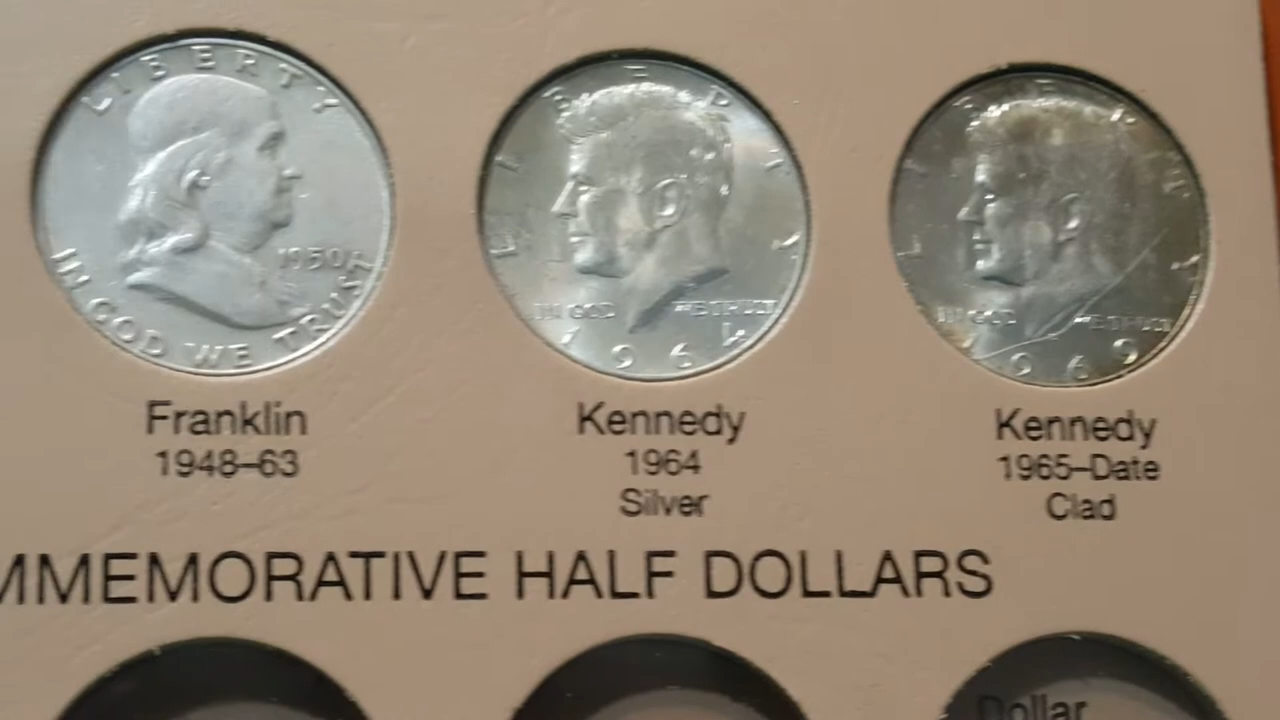 LIBERTY
1950
IN GOD WE TRUST
Franklin
1948–63
LIBERTY
IN GOD WE TRUST
1964
Kennedy
1964
Silver
LIBERTY
IN GOD WE TRUST
1969
Kennedy
1965–Date
Clad
MMEMORATIVE HALF DOLLARS
Dollar